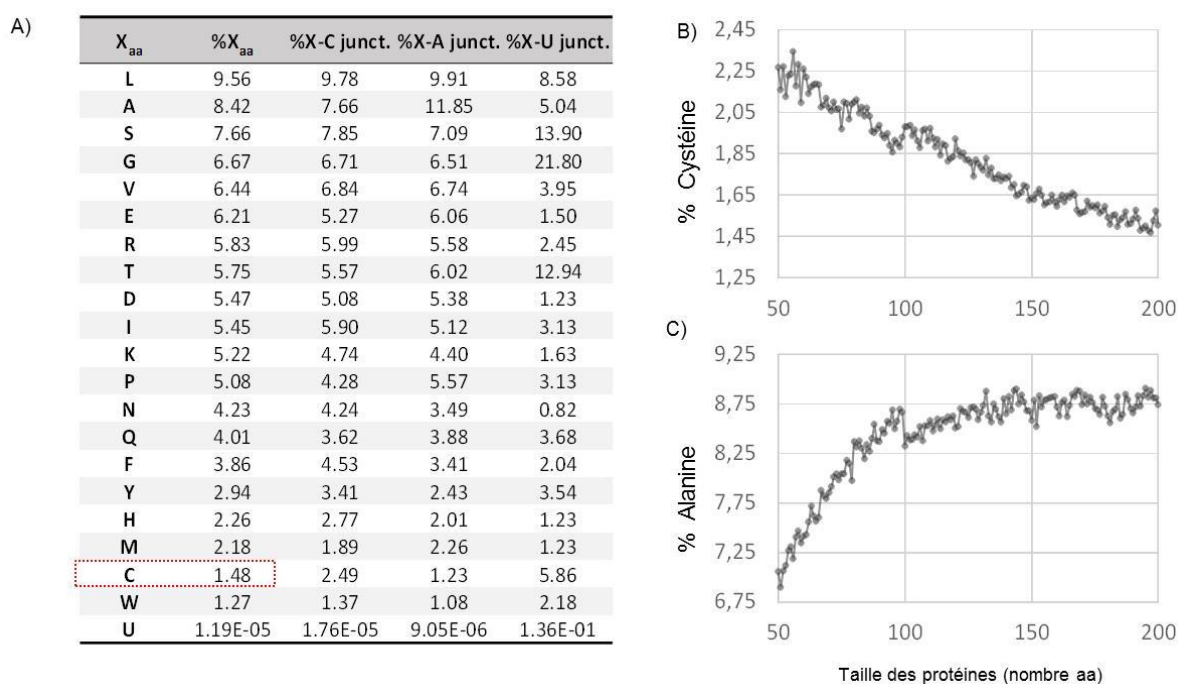 A)
X aa %X aa %X-C junct. %X-A junct. %X-U junct.
L 9.56 9.78 9.91 8.58
A 8.42 7.66 11.85 5.04
S 7.66 7.85 7.09 13.90
G 6.67 6.71 6.51 21.80
V 6.44 6.84 6.74 3.95
E 6.21 5.27 6.06 1.50
R 5.83 5.99 5.58 2.45
T 5.75 5.57 6.02 12.94
D 5.47 5.08 5.38 1.23
I 5.45 5.90 5.12 3.13
K 5.22 4.74 4.40 1.63
P 5.08 4.28 5.57 3.13
N 4.23 4.24 3.49 0.82
Q 4.01 3.62 3.88 3.68
F 3.86 4.53 3.41 2.04
Y 2.94 3.41 2.43 3.54
H 2.26 2.77 2.01 1.23
M 2.18 1.89 2.26 1.23
C 1.48 2.49 1.23 5.86
W 1.27 1.37 1.08 2.18
U 1.19E-05 1.76E-05 9.05E-06 1.36E-01
B)
% Cystéine
2,45
2,25
2,05
1,85
1,65
1,45
1,25
50 100 150 200
C)
% Alanine
9,25
8,75
8,25
7,75
7,25
6,75
50 100 150 200
Taille des protéines (nombre aa)